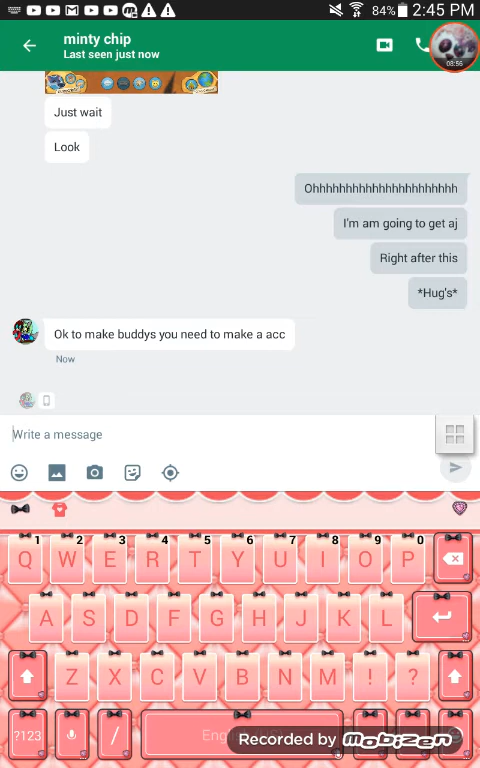 84% 2:45 PM
minty chip
Last seen just now
08:56
Just wait
Look
Ohhhhhhhhhhhhhhhhhhhhhh
I'm am going to get aj
Right after this
*Hug's*
Ok to make buddys you need to make a acc
Now
Write a message
1 2 3 4 5 6 7 8 9 0
Q W E R T Y U I O P
A S D F G H J K L
Z X C V B N M ! ?
?123 / English
Recorded by Mobizen